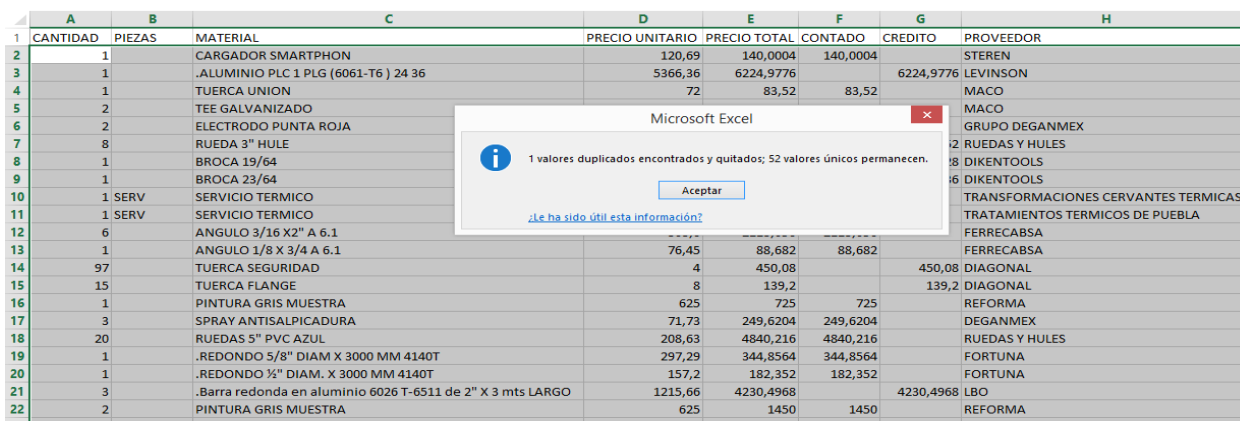 A B C D E F G H
1 CANTIDAD PIEZAS MATERIAL PRECIO UNITARIO PRECIO TOTAL CONTADO CREDITO PROVEEDOR
2 1 CARGADOR SMARTPHON 120,69 140,0004 140,0004 STEREN
3 1 .ALUMINIO PLC 1 PLG (6061-T6 ) 24 36 5366,36 6224,9776 6224,9776 LEVINSON
4 1 TUERCA UNION 72 83,52 83,52 MACO
5 2 TEE GALVANIZADO MACO
6 2 ELECTRODO PUNTA ROJA GRUPO DEGANMEX
7 8 RUEDA 3" HULE 2 RUEDAS Y HULES
8 1 BROCA 19/64 8 DIKENTOOLS
9 1 BROCA 23/64 6 DIKENTOOLS
10 1 SERV SERVICIO TERMICO TRANSFORMACIONES CERVANTES TERMICAS
11 1 SERV SERVICIO TERMICO TRATAMIENTOS TERMICOS DE PUEBLA
Microsoft Excel
1 valores duplicados encontrados y quitados; 52 valores únicos permanecen.
Aceptar
¿Le ha sido útil esta información?
12 6 ANGULO 3/16 X2" A 6.1 FERRECABSA
13 1 ANGULO 1/8 X 3/4 A 6.1 76,45 88,682 88,682 FERRECABSA
14 97 TUERCA SEGURIDAD 4 450,08 450,08 DIAGONAL
15 15 TUERCA FLANGE 8 139,2 139,2 DIAGONAL
16 1 PINTURA GRIS MUESTRA 625 725 725 REFORMA
17 3 SPRAY ANTISALPICADURA 71,73 249,6204 249,6204 DEGANMEX
18 20 RUEDAS 5" PVC AZUL 208,63 4840,216 4840,216 RUEDAS Y HULES
19 1 .REDONDO 5/8" DIAM X 3000 MM 4140T 297,29 344,8564 344,8564 FORTUNA
20 1 .REDONDO ½" DIAM. X 3000 MM 4140T 157,2 182,352 182,352 FORTUNA
21 3 .Barra redonda en aluminio 6026 T-6511 de 2" X 3 mts LARGO 1215,66 4230,4968 4230,4968 LBO
22 2 PINTURA GRIS MUESTRA 625 1450 1450 REFORMA